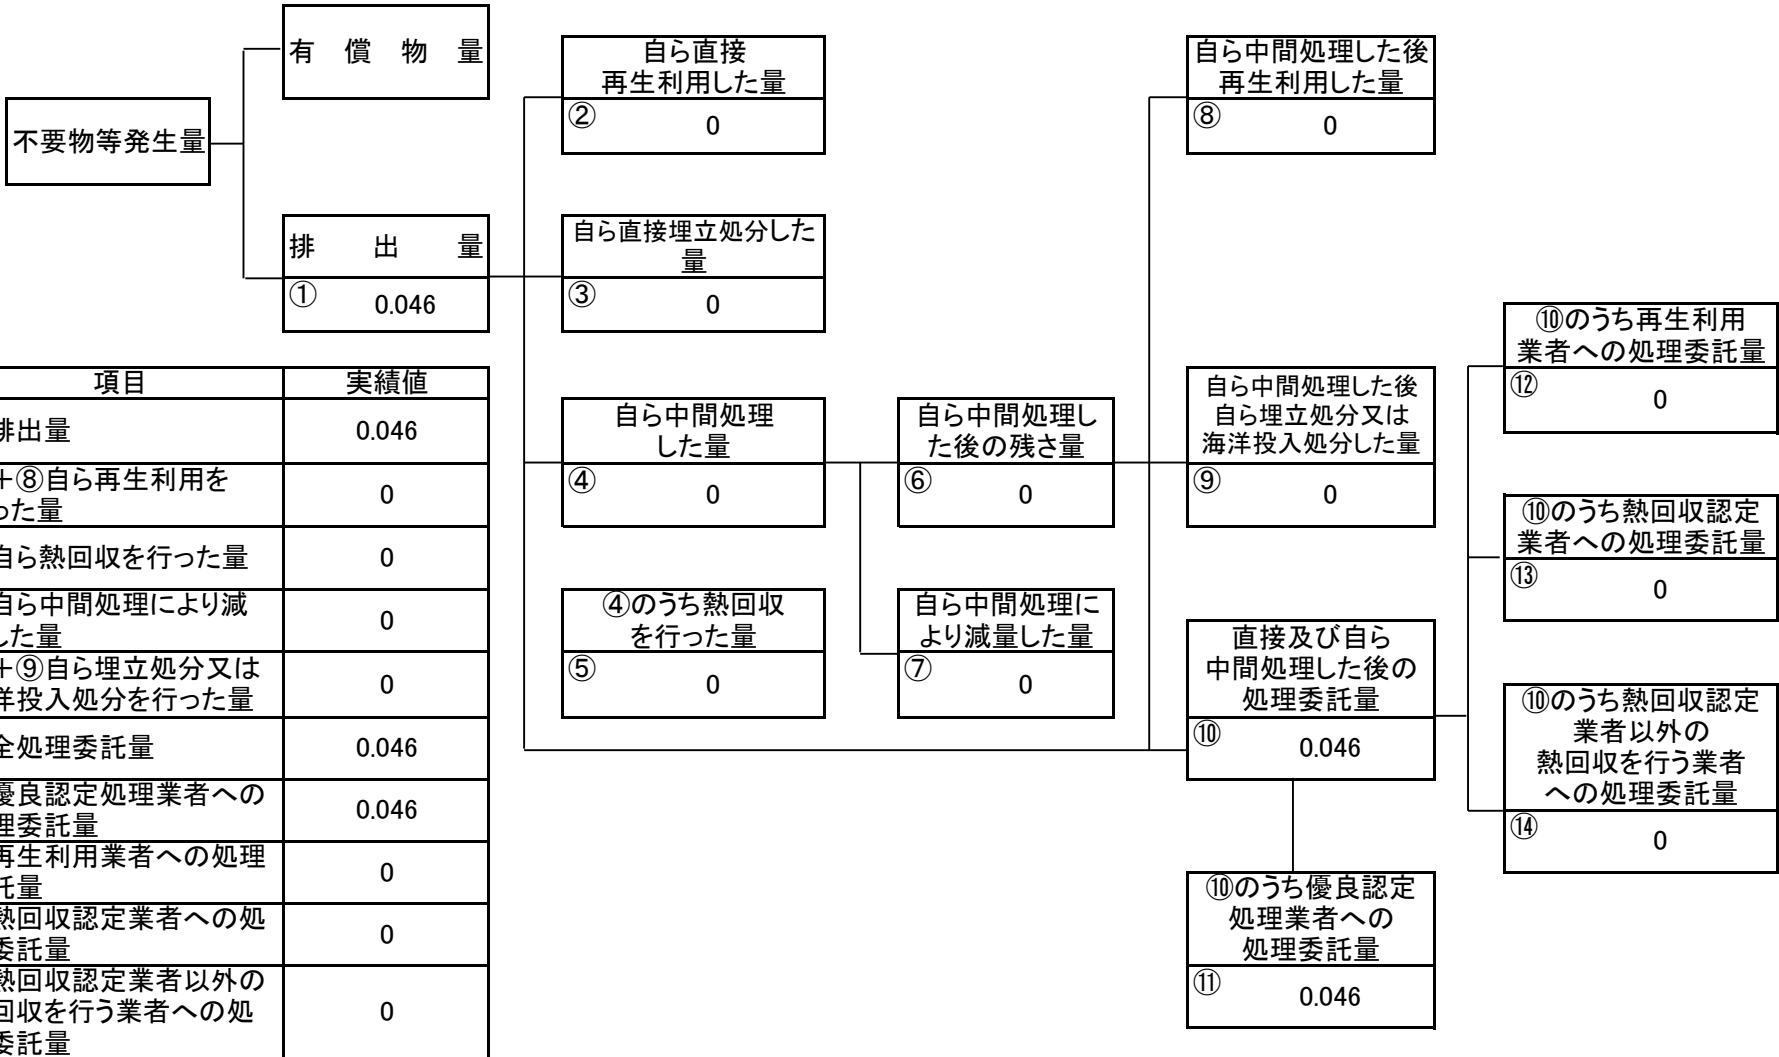 有償物量
不要物等発生量
排出量
①
0.046
自ら直接
再生利用した量
②
0
自ら直接埋立処分した
量
③
0
自ら中間処理
した量
④
0
④のうち熱回収
を行った量
⑤
0
自ら中間処理し
た後の残さ量
⑥
0
自ら中間処理に
より減量した量
⑦
0
自ら中間処理した後
再生利用した量
⑧
0
自ら中間処理した後
自ら埋立処分又は
海洋投入処分した量
⑨
0
直接及び自ら
中間処理した後の
処理委託量
⑩
0.046
⑩のうち優良認定
処理業者への
処理委託量
⑪
0.046
⑩のうち再生利用
業者への処理委託量
⑫
0
⑩のうち熱回収認定
業者への処理委託量
⑬
0
⑩のうち熱回収認定
業者以外の
熱回収を行う業者
への処理委託量
⑭
0
項目 実績値
排出量 0.046
+⑧自ら再生利用を
った量 0
自ら熱回収を行った量 0
自ら中間処理により減
した量 0
+⑨自ら埋立処分又は
洋投入処分を行った量 0
全処理委託量 0.046
優良認定処理業者への
理委託量 0.046
再生利用業者への処理
託量 0
熱回収認定業者への処
委託量 0
熱回収認定業者以外の
回収を行う業者への処
委託量 0